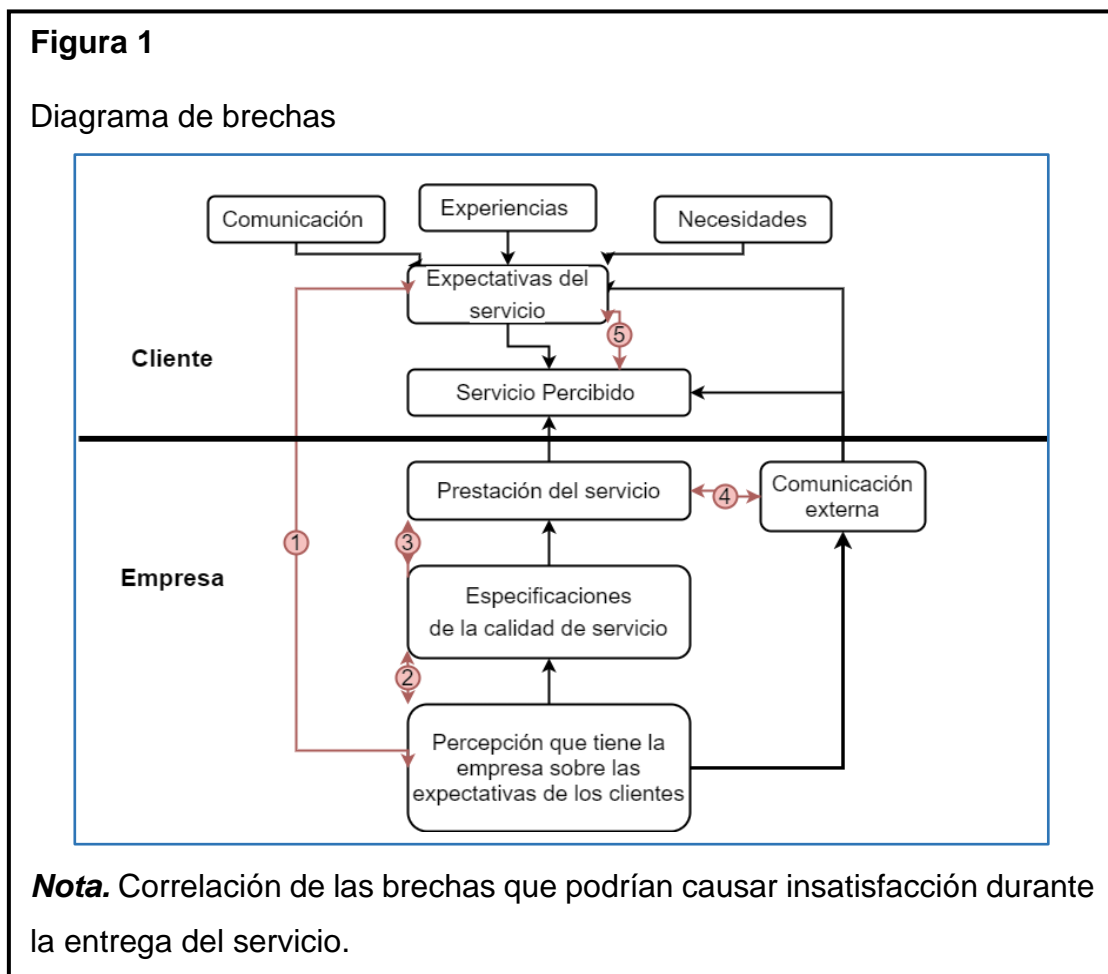 Figura 1
Diagrama de brechas
Comunicación
Experiencias
Necesidades
Expectativas del
servicio
5
Cliente
Servicio Percibido
Prestación del servicio
4
Comunicación
externa
1
3
Empresa
Especificaciones
de la calidad de servicio
2
Percepción que tiene la
empresa sobre las
expectativas de los clientes
Nota. Correlación de las brechas que podrían causar insatisfacción durante
la entrega del servicio.